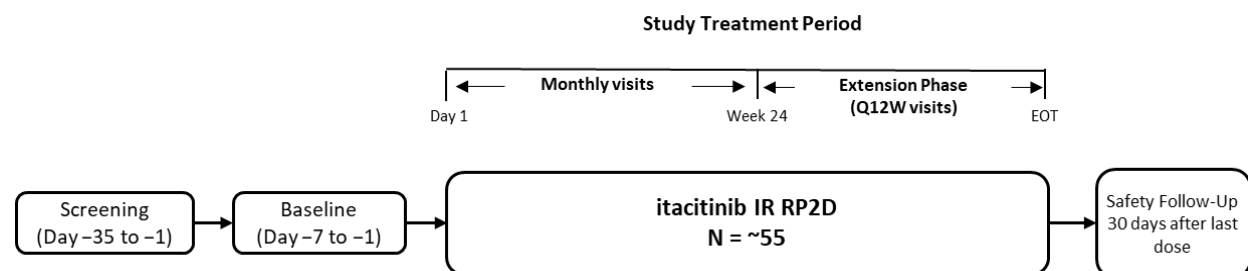 Study Treatment Period
Monthly visits
Extension Phase
(Q12W visits)
Day 1
Week 24
EOT
Screening
(Day −35 to −1)
Baseline
(Day −7 to −1)
itacitinib IR RP2D
N = ~55
Safety Follow-Up
30 days after last
dose